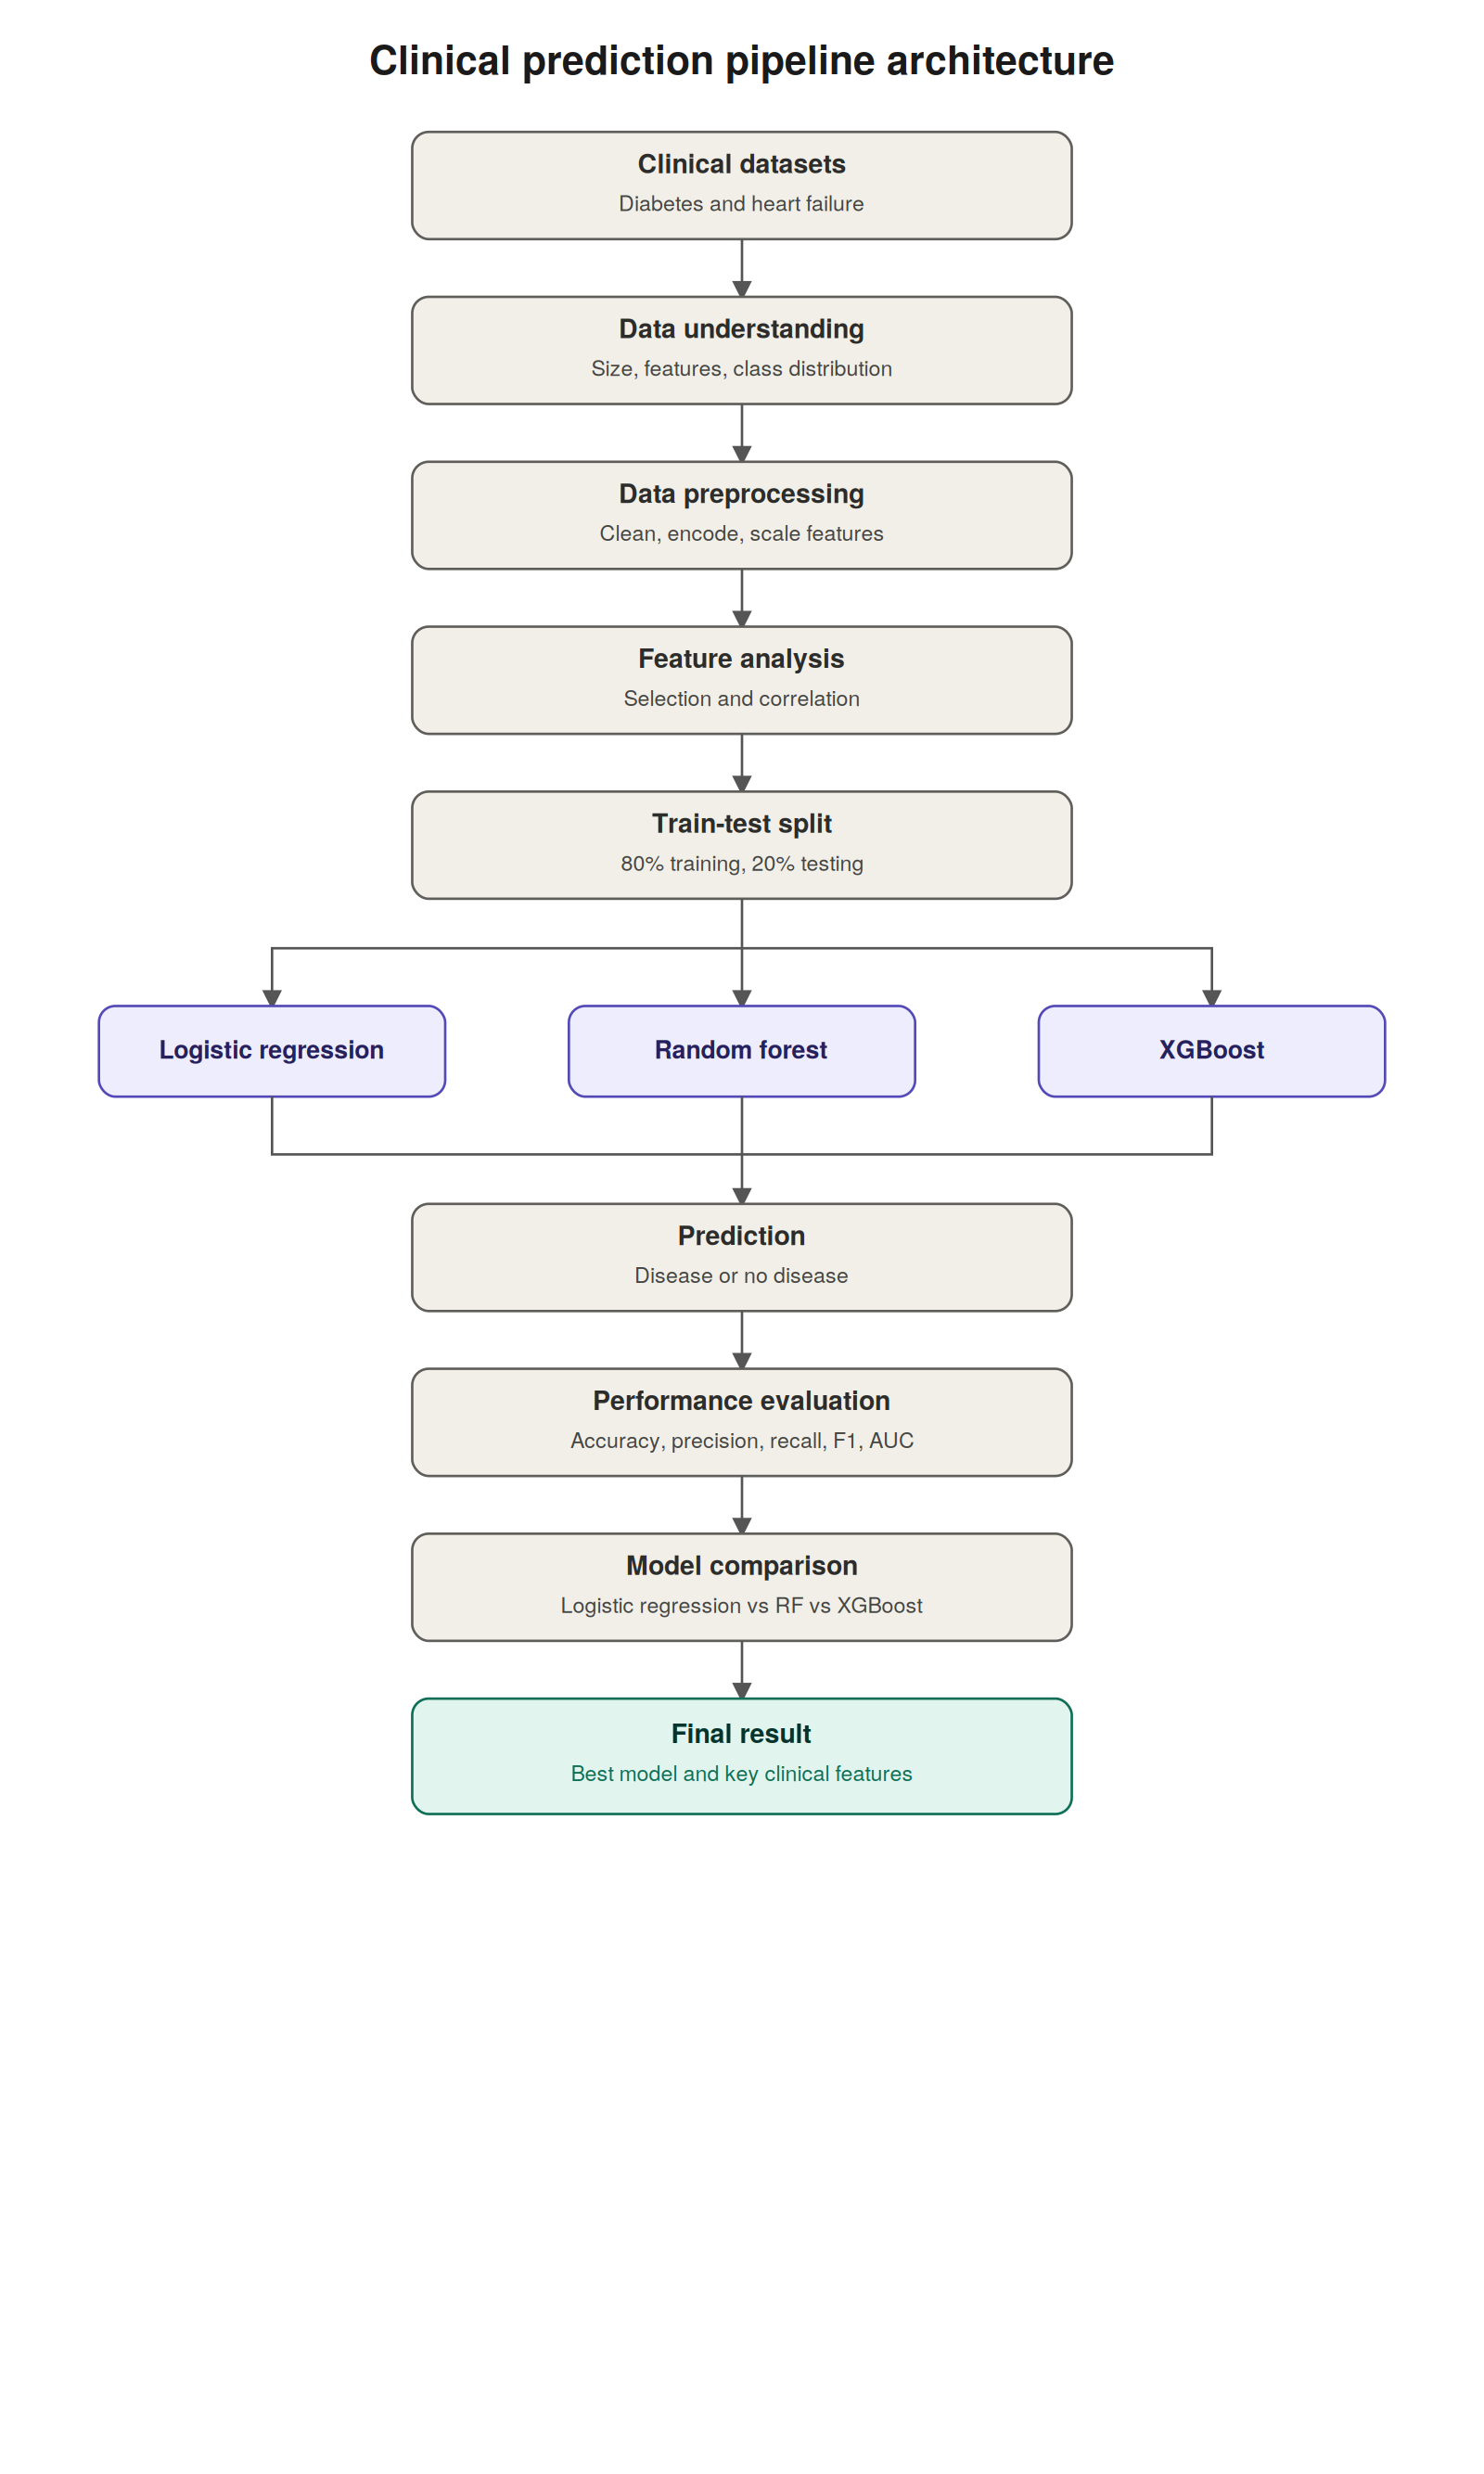 Clinical prediction pipeline architecture
Clinical datasets
Diabetes and heart failure
Data understanding
Size, features, class distribution
Data preprocessing
Clean, encode, scale features
Feature analysis
Selection and correlation
Train-test split
80% training, 20% testing
Logistic regression
Random forest
XGBoost
Prediction
Disease or no disease
Performance evaluation
Accuracy, precision, recall, F1, AUC
Model comparison
Logistic regression vs RF vs XGBoost
Final result
Best model and key clinical features